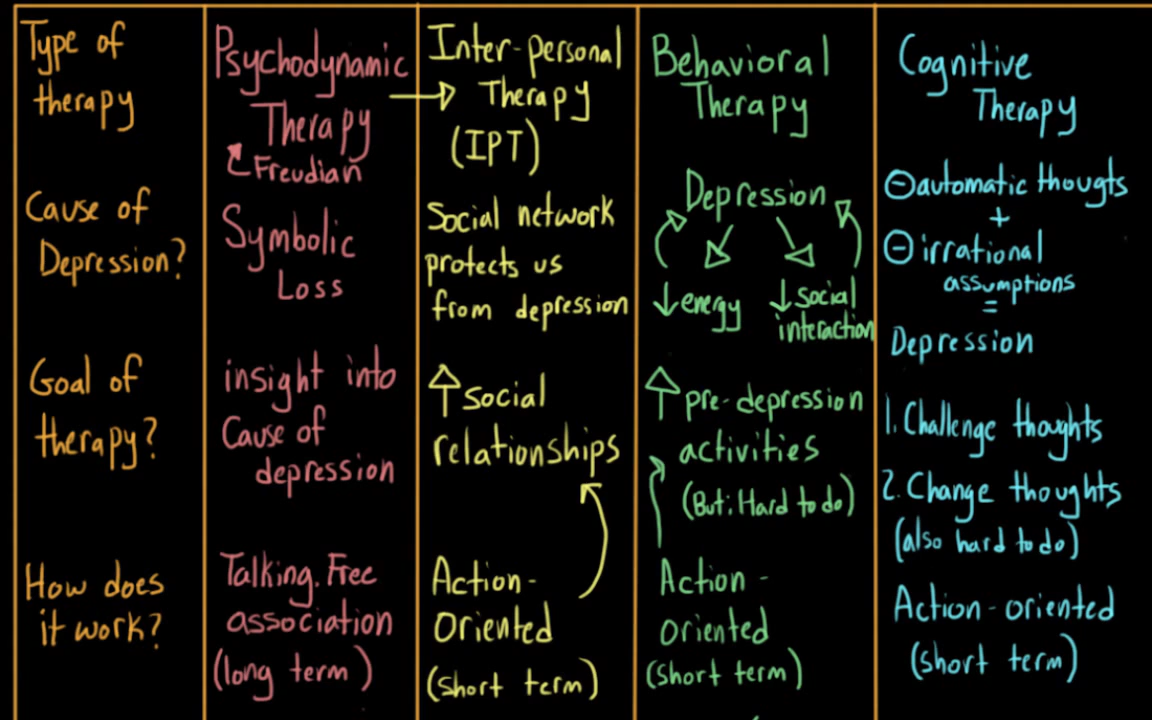 Type of
therapy
Psychodynamic
Therapy
Freudian
Inter-personal
Therapy
(IPT)
Behavioral
Therapy
Cognitive
Therapy
Cause of
Depression?
Symbolic
Loss
Social network
protects us
from depression
Depression
↓energy
↓social
interaction
⊖automatic thougts
+
⊖ irrational
assumptions
=
Depression
Goal of
therapy?
insight into
Cause of
depression
↑social
relationships
↑pre-depression
activities
(But: Hard to do)
1. Challenge thoughts
2. Change thoughts
(also hard to do)
How does
it work?
Talking. Free
association
(long term)
Action-
Oriented
(short term)
Action-
oriented
(short term)
Action-oriented
(short term)